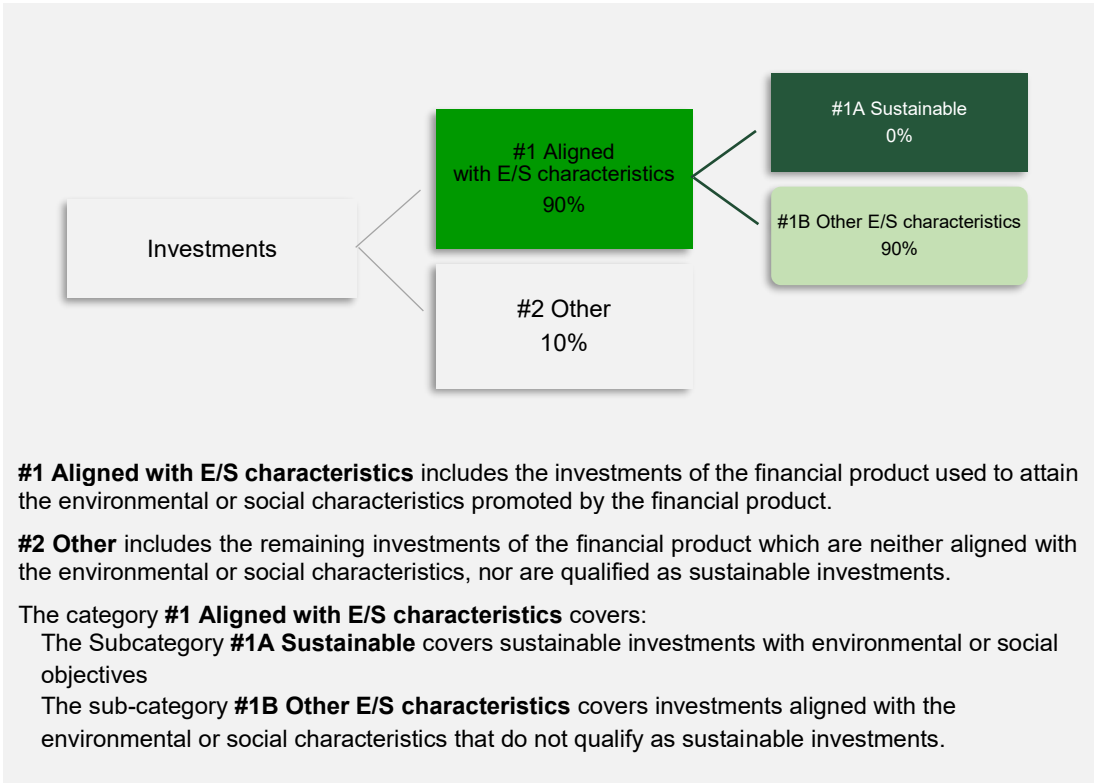 #1A Sustainable
0%
#1 Aligned
with E/S characteristics
90%
#1B Other E/S characteristics
90%
Investments
#2 Other
10%
#1 Aligned with E/S characteristics includes the investments of the financial product used to attain
the environmental or social characteristics promoted by the financial product.
#2 Other includes the remaining investments of the financial product which are neither aligned with
the environmental or social characteristics, nor are qualified as sustainable investments.
The category #1 Aligned with E/S characteristics covers:
The Subcategory #1A Sustainable covers sustainable investments with environmental or social
objectives
The sub-category #1B Other E/S characteristics covers investments aligned with the
environmental or social characteristics that do not qualify as sustainable investments.